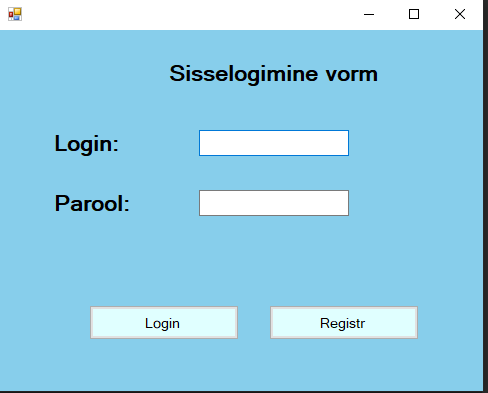 Sisselogimine vorm
Login:
Parool:
Login Registr